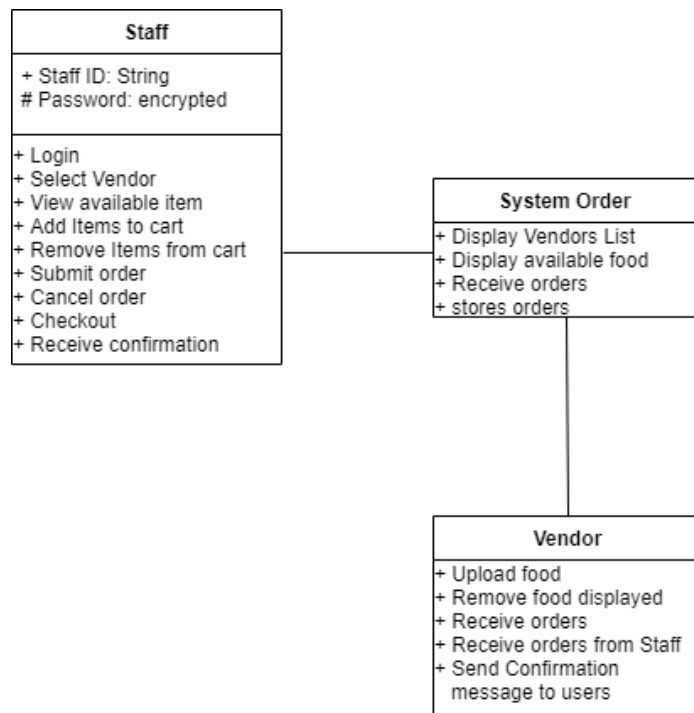 Staff
+ Staff ID: String
# Password: encrypted
+ Login
+ Select Vendor
+ View available item
+ Add Items to cart
+ Remove Items from cart
+ Submit order
+ Cancel order
+ Checkout
+ Receive confirmation
System Order
+ Display Vendors List
+ Display available food
+ Receive orders
+ stores orders
Vendor
+ Upload food
+ Remove food displayed
+ Receive orders
+ Receive orders from Staff
+ Send Confirmation
message to users